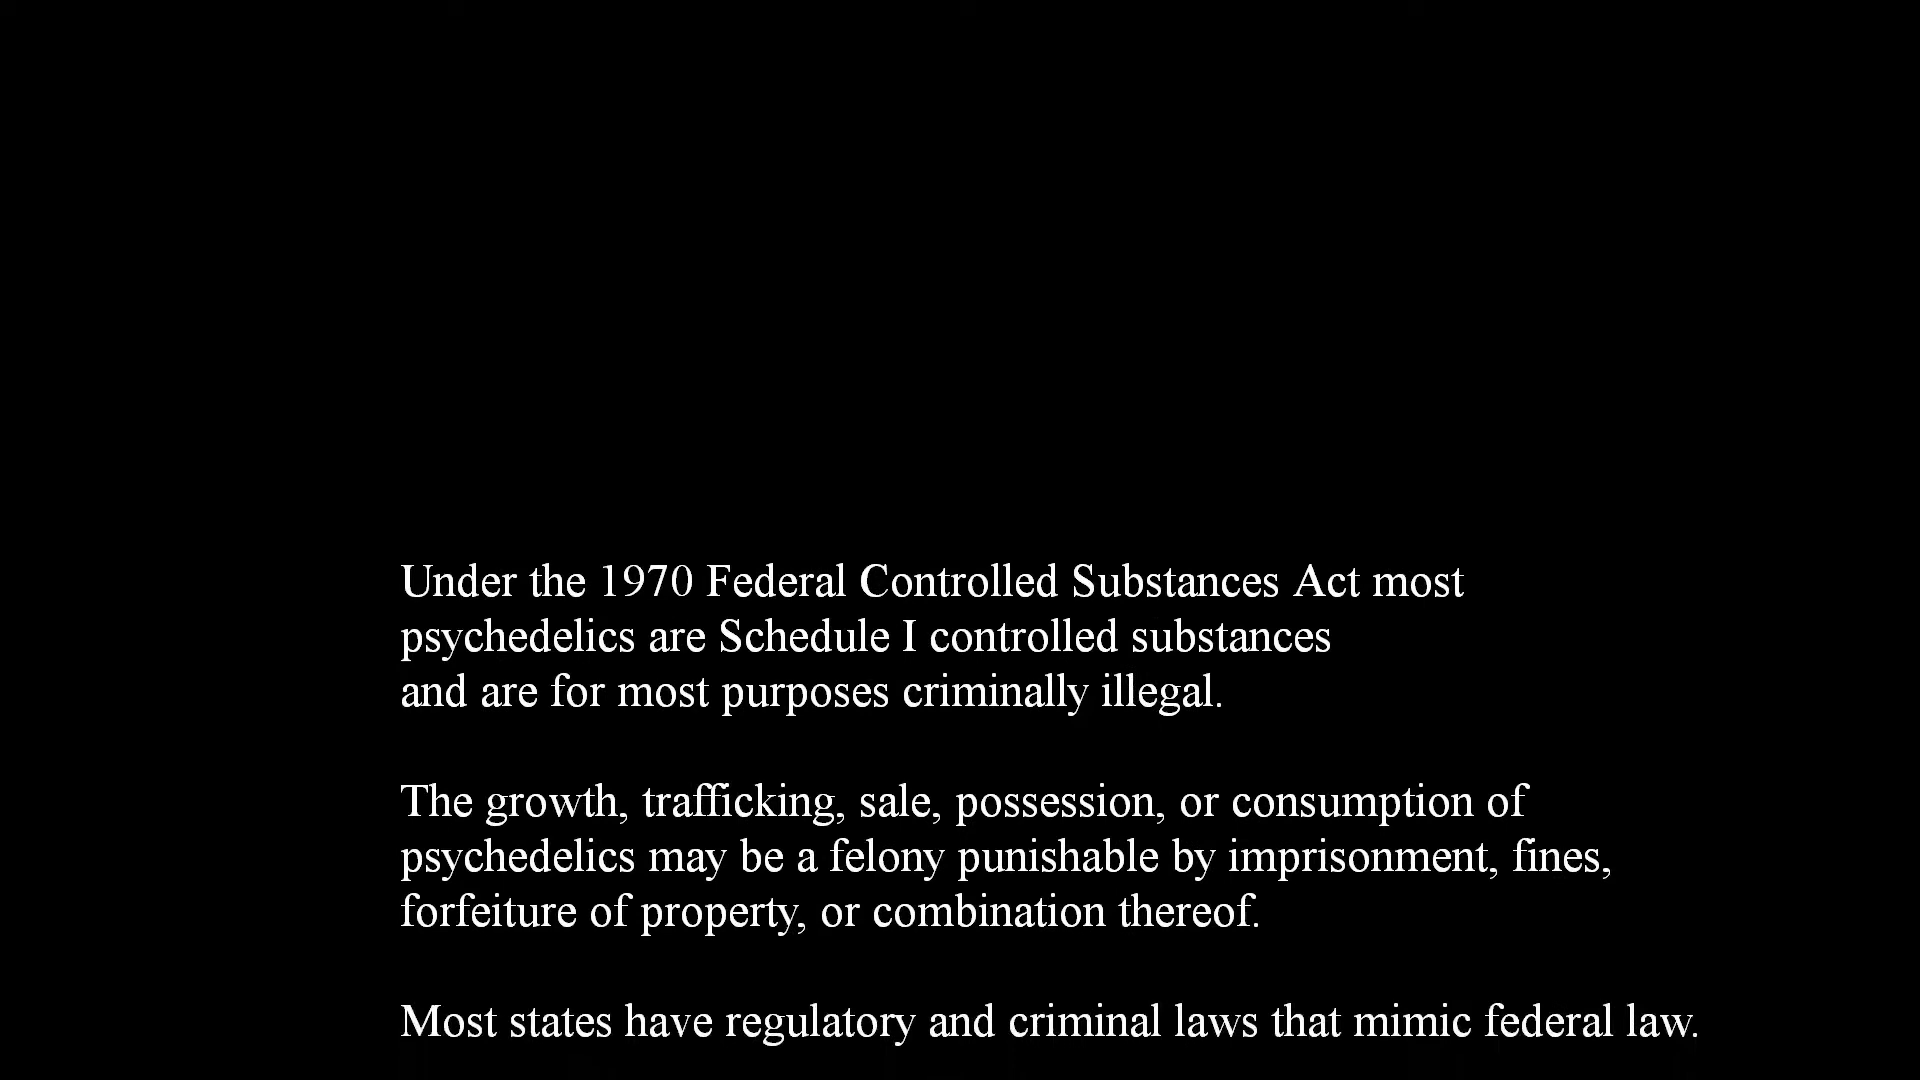 Under the 1970 Federal Controlled Substances Act most
psychedelics are Schedule I controlled substances
and are for most purposes criminally illegal.
The growth, trafficking, sale, possession, or consumption of
psychedelics may be a felony punishable by imprisonment, fines,
forfeiture of property, or combination thereof.
Most states have regulatory and criminal laws that mimic federal law.